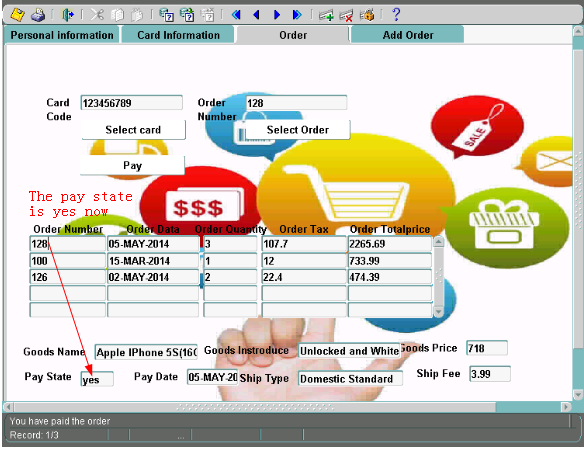 Personal information Card Information Order Add Order
Card Code 123456789 Order Number 128
Select card Select Order
Pay
SALE
$$$
The pay state
is yes now
Order Number Order Data Order Quantity Order Tax Order Totalprice
128 05-MAY-2014 3 107.7 2265.69
100 15-MAR-2014 1 12 733.99
126 02-MAY-2014 2 22.4 474.39
Goods Name Apple IPhone 5S(16( Goods Instroduce Unlocked and White Goods Price 718
Pay State yes Pay Date 05-MAY-20 Ship Type Domestic Standard Ship Fee 3.99
You have paid the order
Record: 1/3 ...